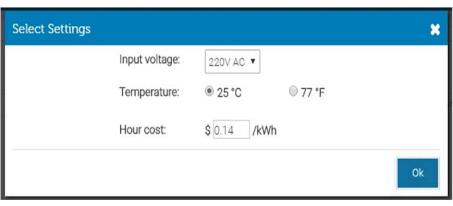 Select Settings
Input voltage: 220V AC
Temperature: 25 °C 77 °F
Hour cost: $ 0.14 /kWh
Ok